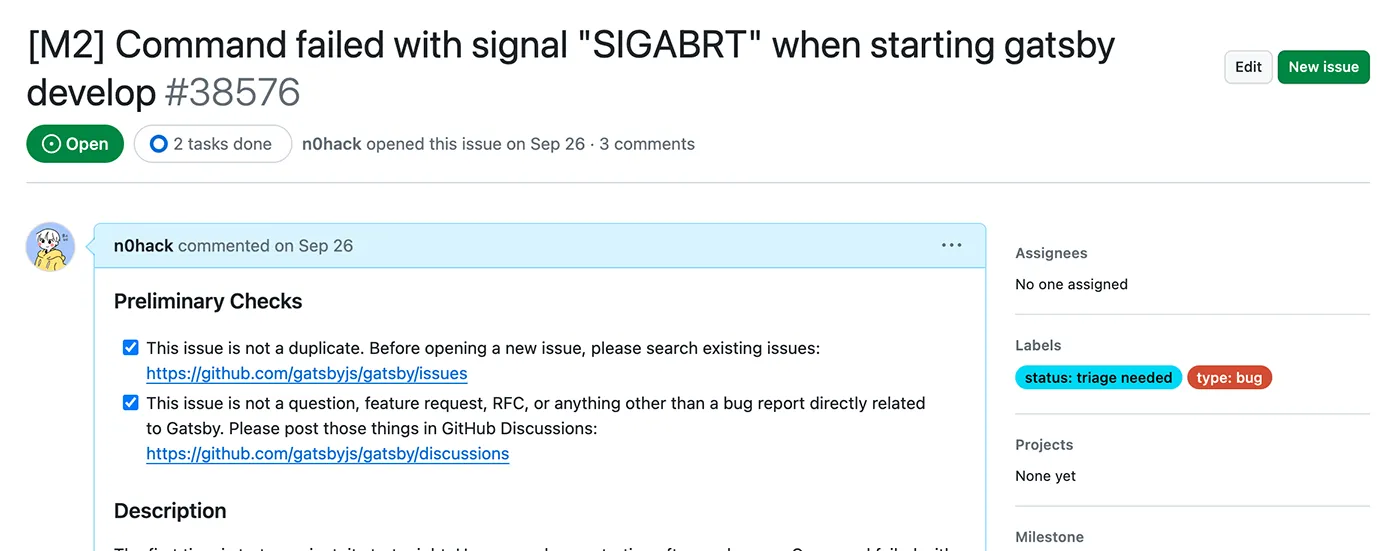 [M2] Command failed with signal "SIGABRT" when starting gatsby
develop #38576
Edit
New issue
Open
2 tasks done
n0hack opened this issue on Sep 26 · 3 comments
n0hack commented on Sep 26
Preliminary Checks
This issue is not a duplicate. Before opening a new issue, please search existing issues:
https://github.com/gatsbyjs/gatsby/issues
This issue is not a question, feature request, RFC, or anything other than a bug report directly related
to Gatsby. Please post those things in GitHub Discussions:
https://github.com/gatsbyjs/gatsby/discussions
Description
Assignees
No one assigned
Labels
status: triage needed
type: bug
Projects
None yet
Milestone